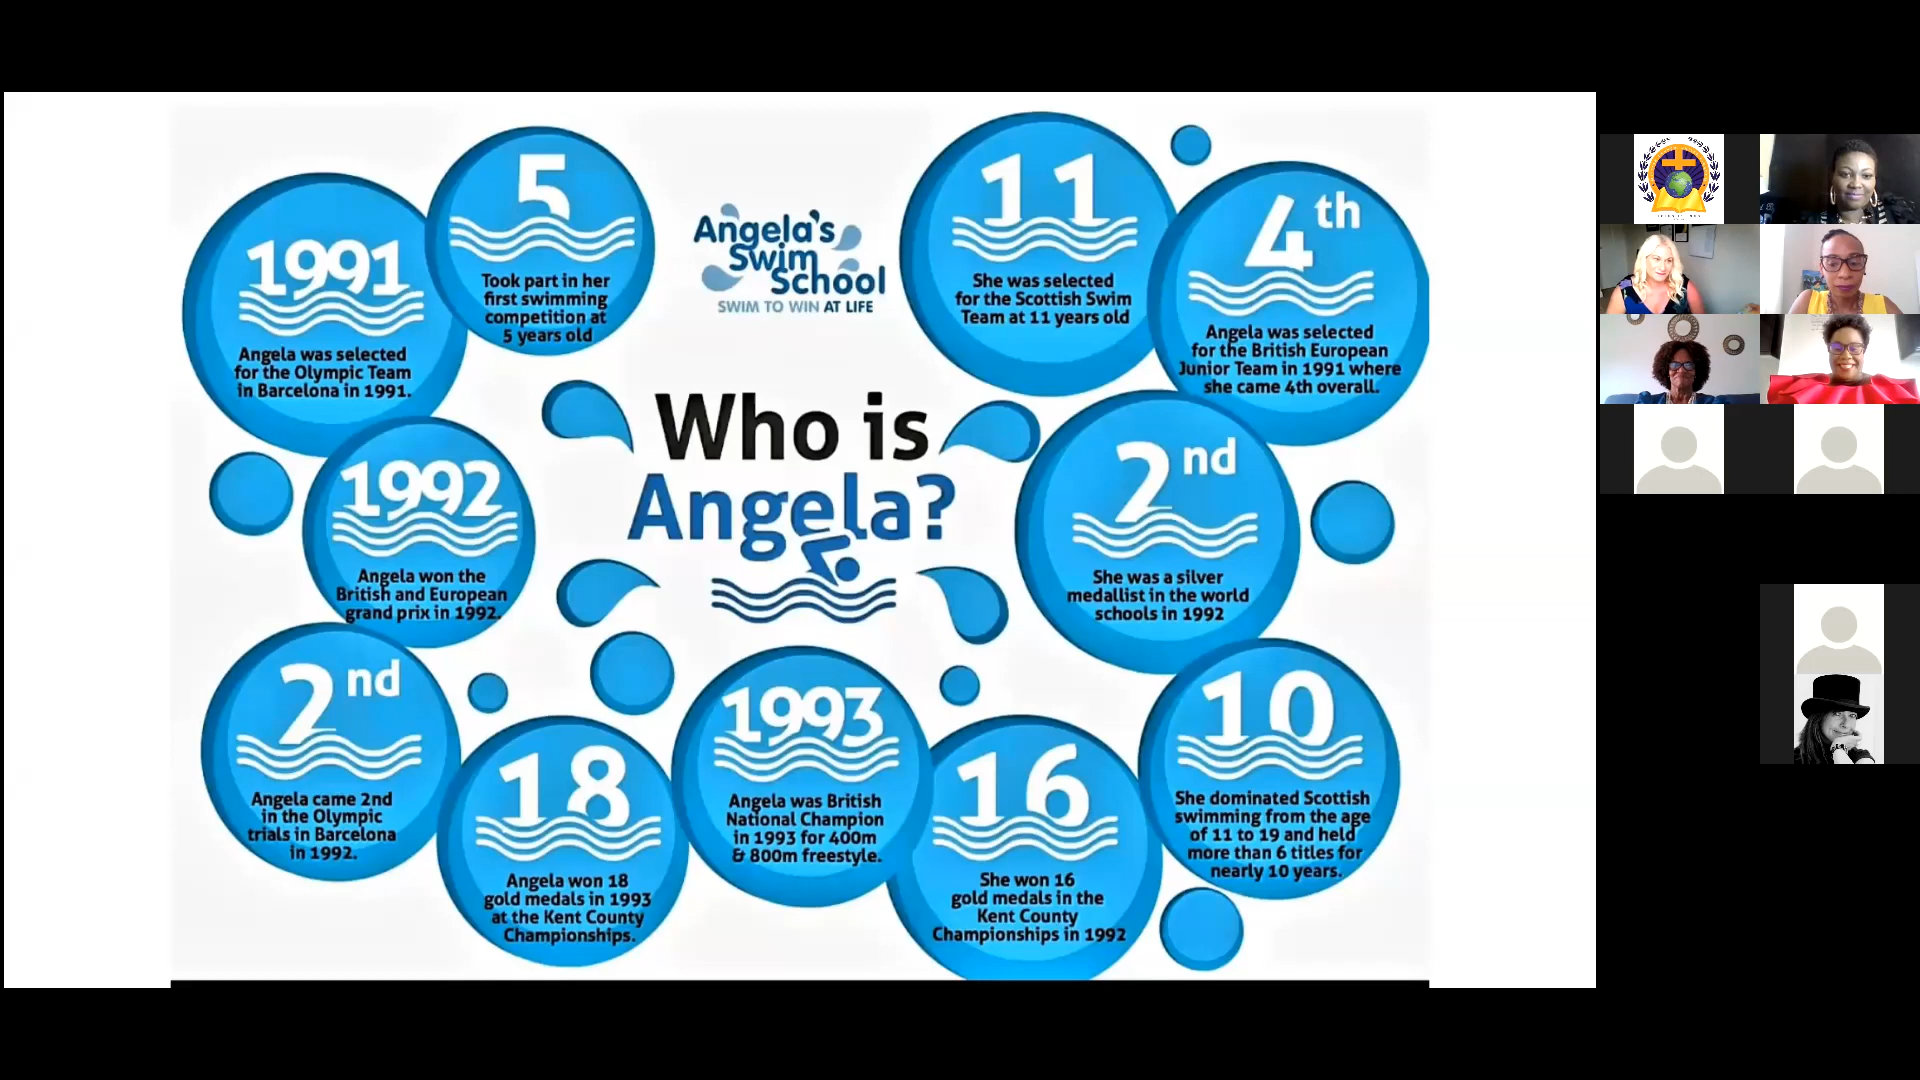 Angela's
Swim
School
SWIM TO WIN AT LIFE
Who is
Angela?
1991
Angela was selected
for the Olympic Team
in Barcelona in 1991.
5
Took part in her
first swimming
competition at
5 years old
11
She was selected
for the Scottish Swim
Team at 11 years old
4th
Angela was selected
for the British European
Junior Team in 1991 where
she came 4th overall.
1992
Angela won the
British and European
grand prix in 1992.
2nd
She was a silver
medallist in the world
schools in 1992
2nd
Angela came 2nd
in the Olympic
trials in Barcelona
in 1992.
18
Angela won 18
gold medals in 1993
at the Kent County
Championships.
1993
Angela was British
National Champion
in 1993 for 400m
& 800m freestyle.
16
She won 16
gold medals in the
Kent County
Championships in 1992
10
She dominated Scottish
swimming from the age
of 11 to 19 and held
more than 6 titles for
nearly 10 years.